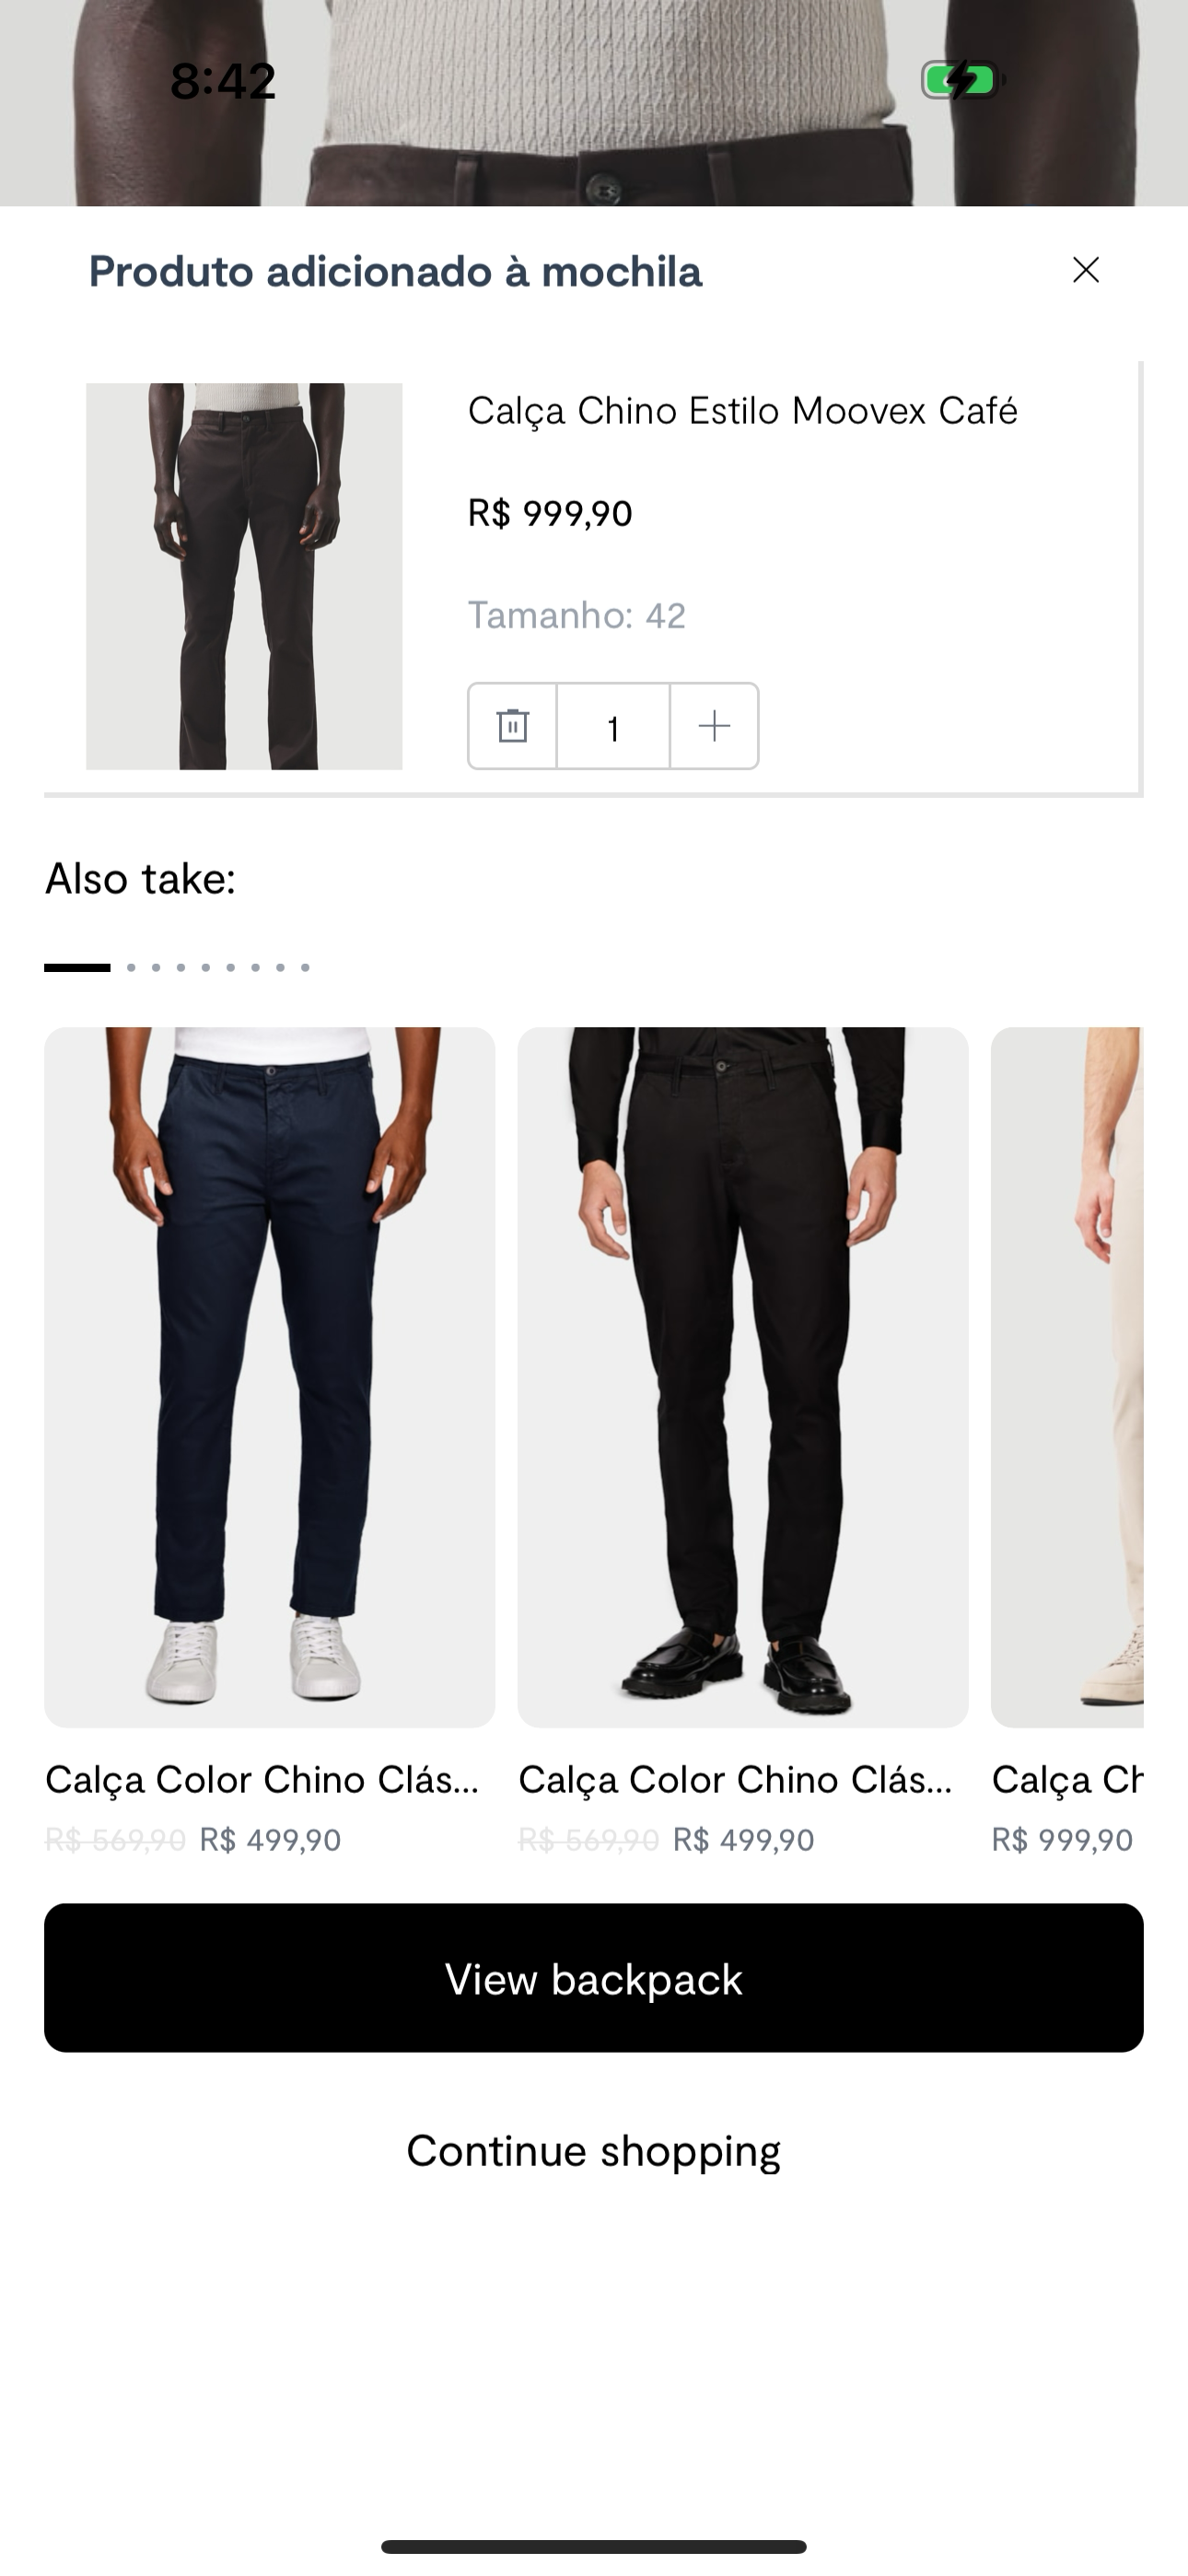 8:42
Produto adicionado à mochila
Calça Chino Estilo Moovex Café
R$ 999,90
Tamanho: 42
1
Also take:
Calça Color Chino Clás...
Calça Color Chino Clás...
Calça Ch
R$ 569,90 R$ 499,90
R$ 569,90 R$ 499,90
R$ 999,90
View backpack
Continue shopping